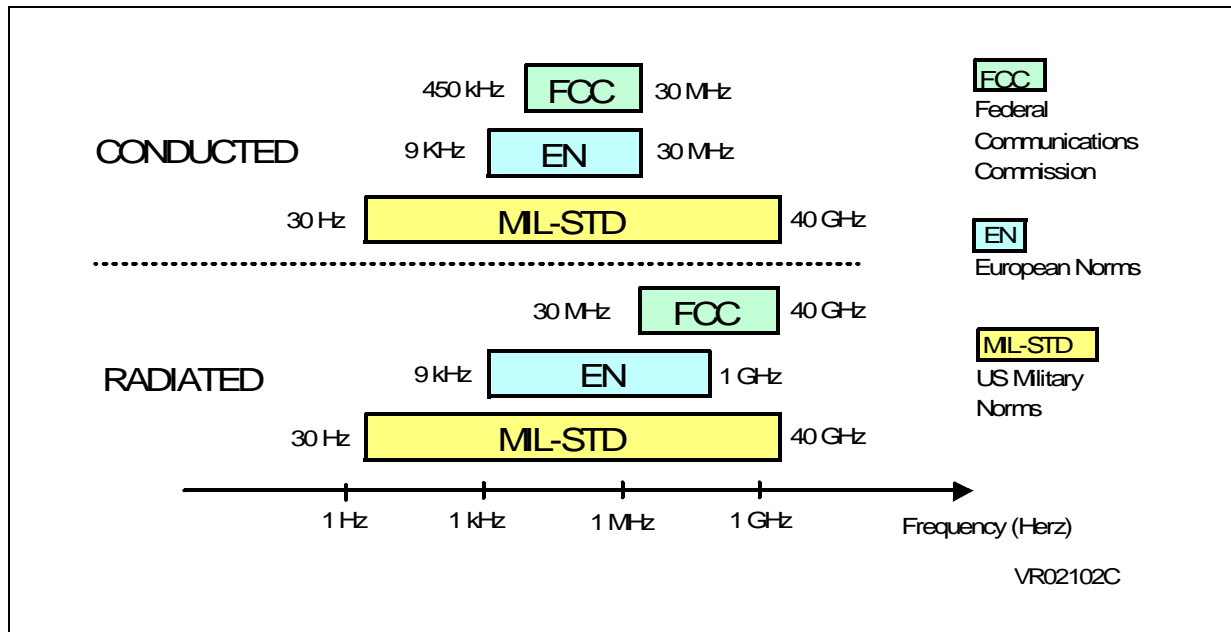 450 kHz FCC 30 MHz
CONDUCTED
9 KHz EN 30 MHz
30 Hz MIL-STD 40 GHz
30 MHz FCC 40 GHz
RADIATED
9 kHz EN 1 GHz
30 Hz MIL-STD 40 GHz
1 Hz 1 kHz 1 MHz 1 GHz
Frequency (Herz)
FCC
Federal
Communications
Commission
EN
European Norms
MIL-STD
US Military
Norms
VR02102C